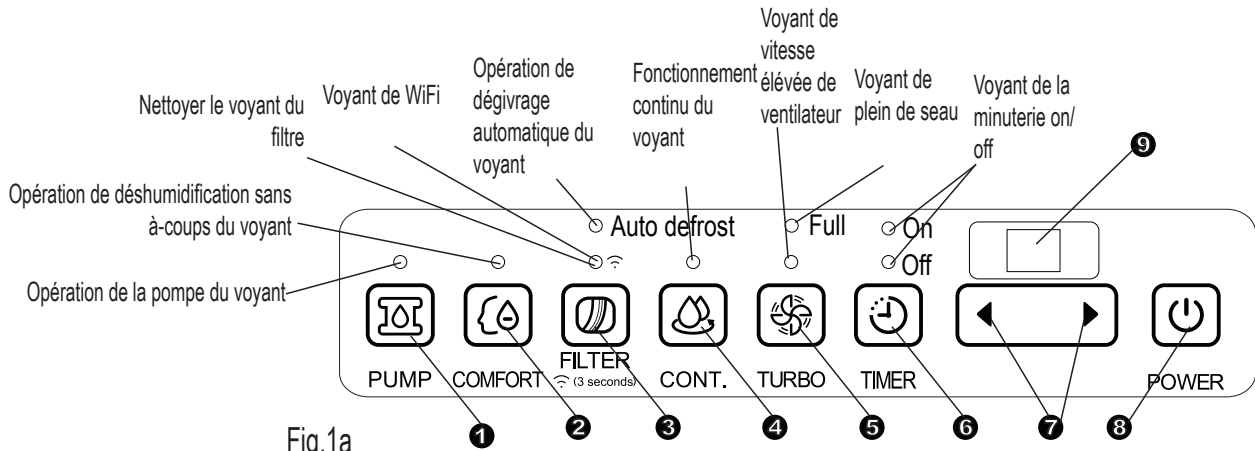 Nettoyer le voyant du
filtre
Voyant de WiFi
Opération de
dégivrage
automatique du
voyant
Fonctionnement
continu du
voyant
Voyant de
vitesse
élévée de
ventilateur
Voyant de
plein de seau
Voyant de la
minuterie on/
off
Opération de déshumidification sans
à-coups du voyant
Opération de la pompe du voyant
9
Auto defrost
Full
On
Off
PUMP
COMFORT
FILTER
(3 seconds)
CONT.
TURBO
TIMER
POWER
1
2
3
4
5
6
7
8
Fig.1a